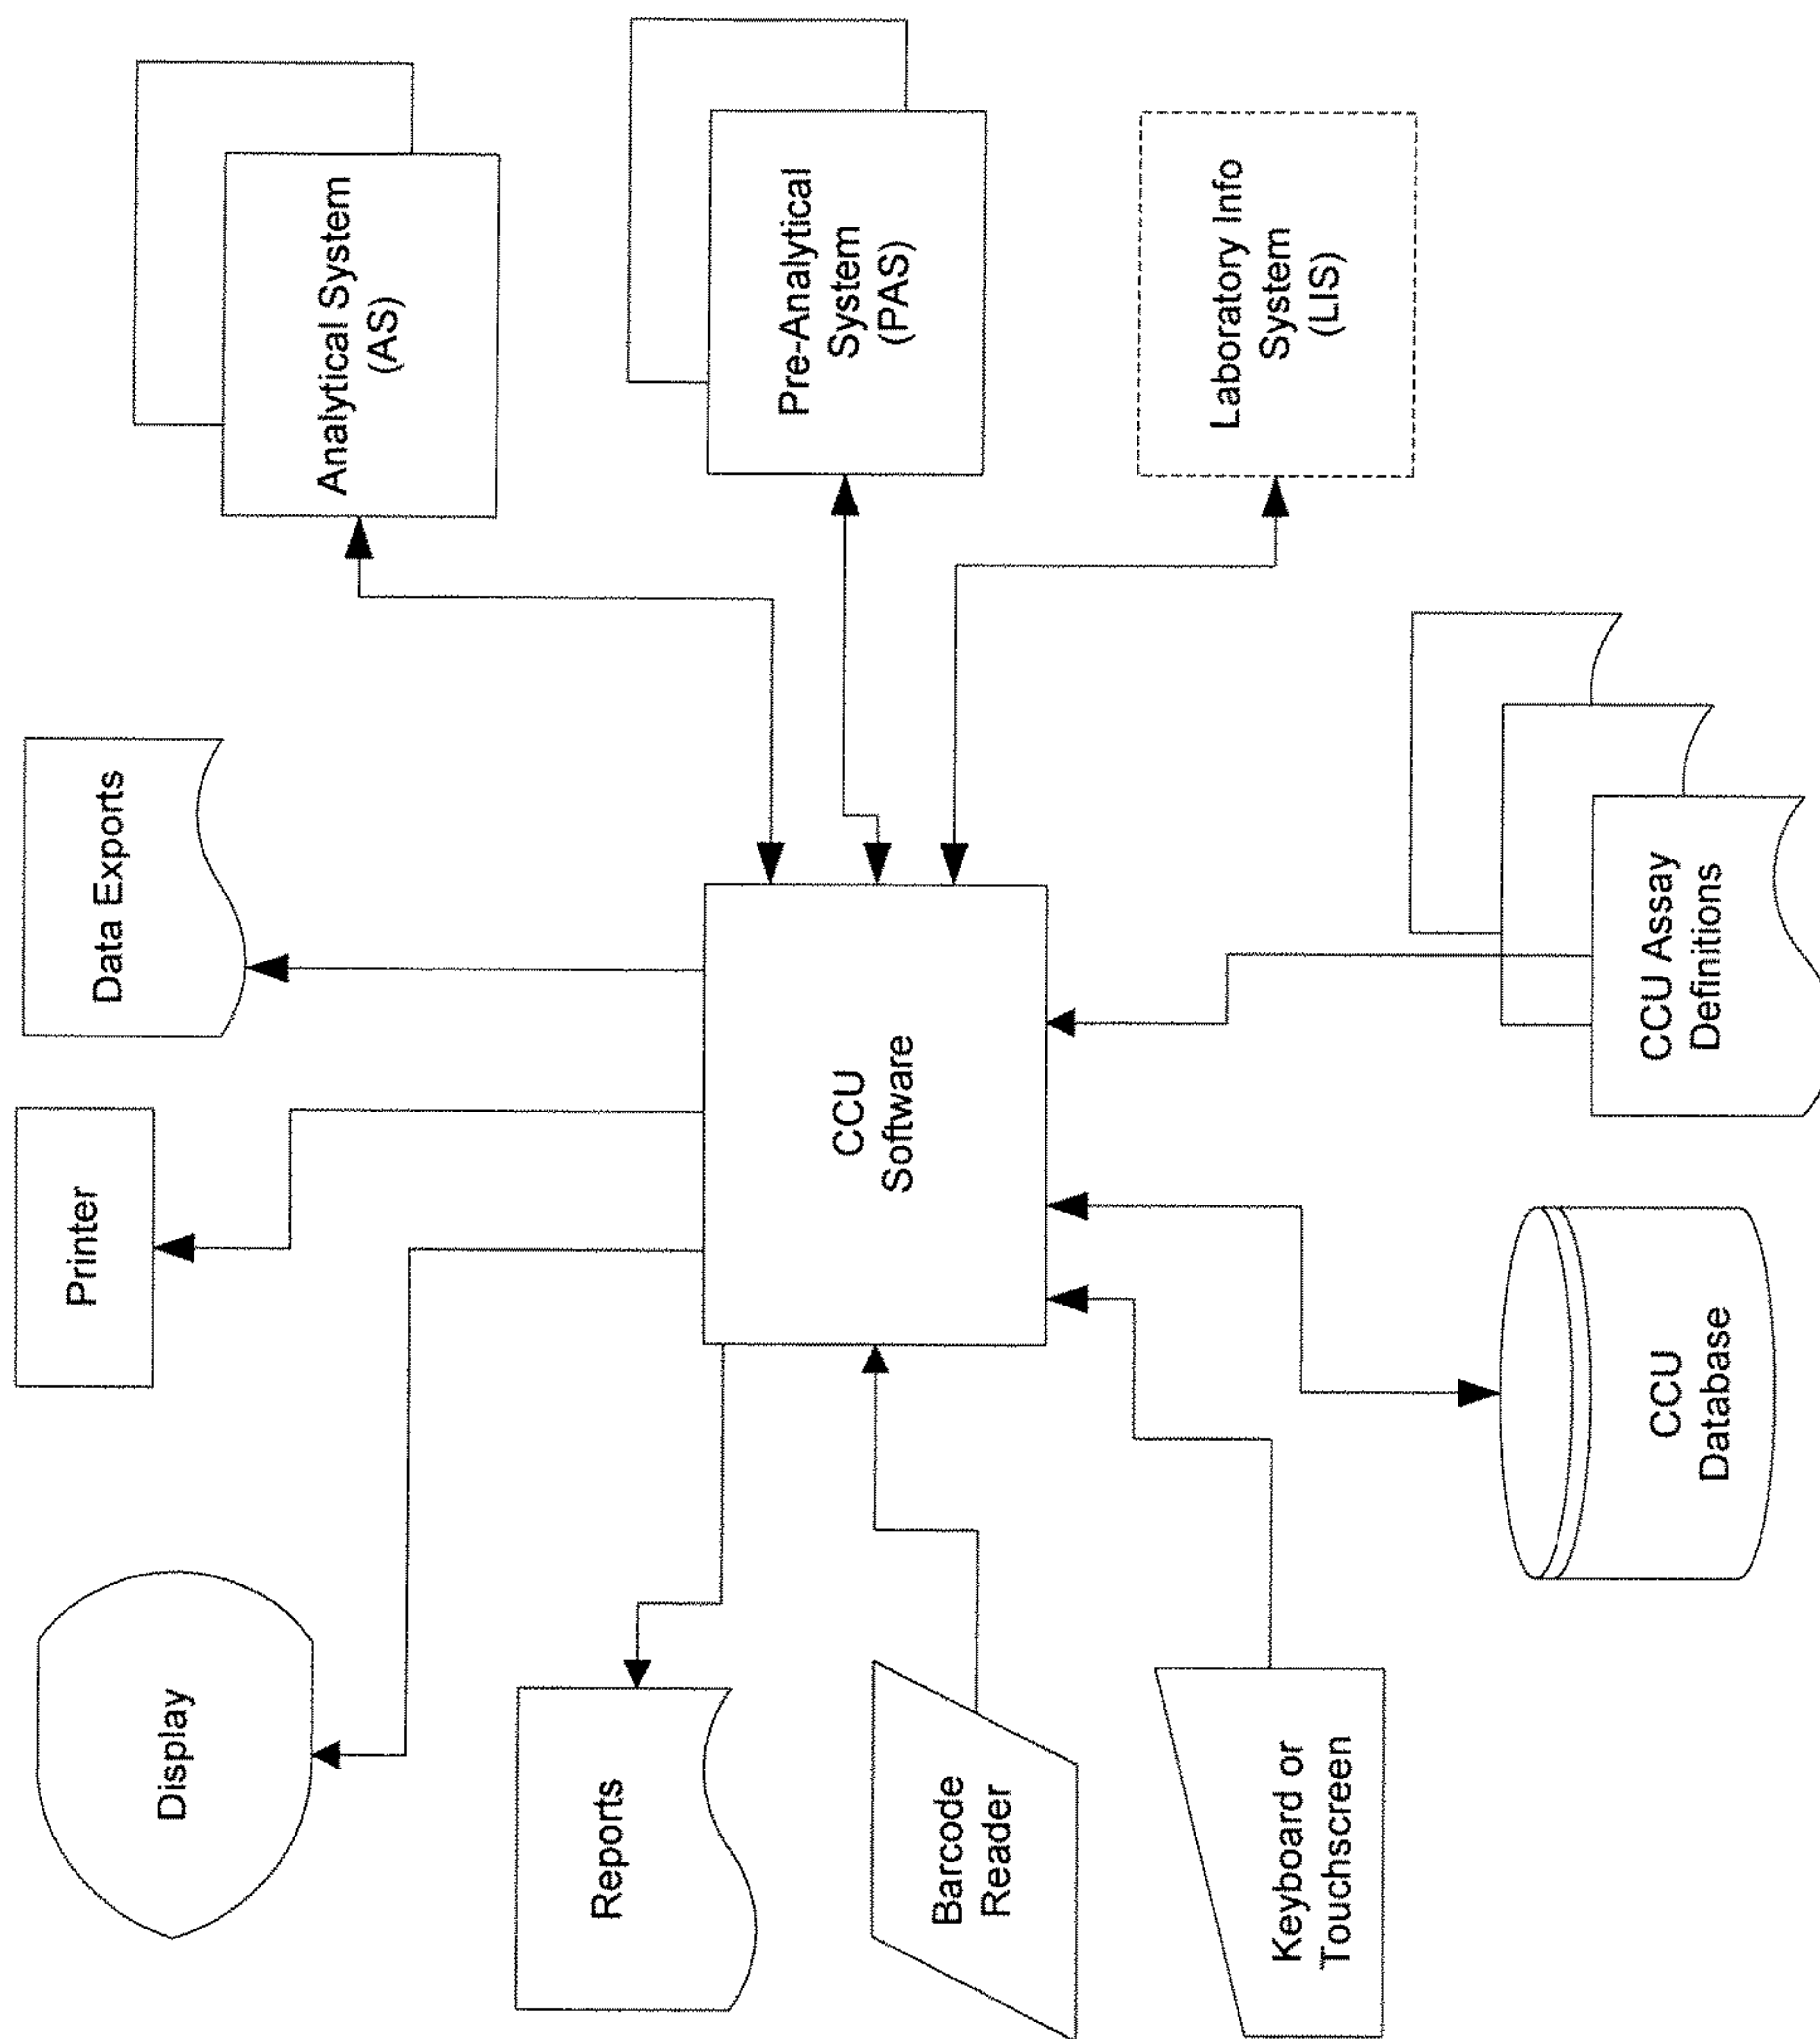 Display
Printer
Data Exports
Analytical System
(AS)
Reports
CCU
Software
Pre-Analytical
System
(PAS)
Barcode
Reader
Laboratory Info
System
(LIS)
Keyboard or
Touchscreen
CCU
Database
CCU Assay
Definitions